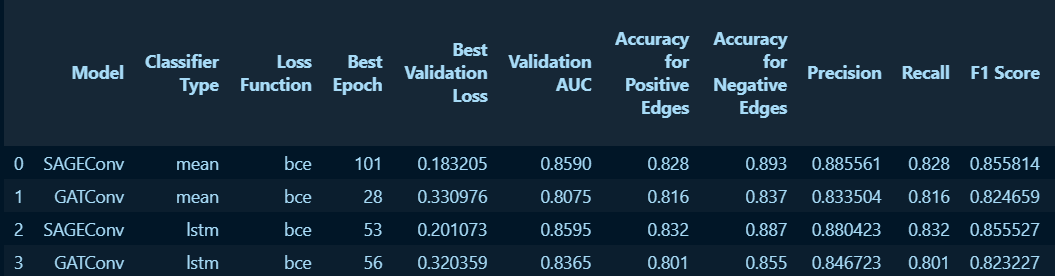 Model Classifier Type Loss Function Best Epoch Best Validation Loss Validation AUC Accuracy for Positive Edges Accuracy for Negative Edges Precision Recall F1 Score
0 SAGEConv mean bce 101 0.183205 0.8590 0.828 0.893 0.885561 0.828 0.855814
1 GATConv mean bce 28 0.330976 0.8075 0.816 0.837 0.833504 0.816 0.824659
2 SAGEConv lstm bce 53 0.201073 0.8595 0.832 0.887 0.880423 0.832 0.855527
3 GATConv lstm bce 56 0.320359 0.8365 0.801 0.855 0.846723 0.801 0.823227